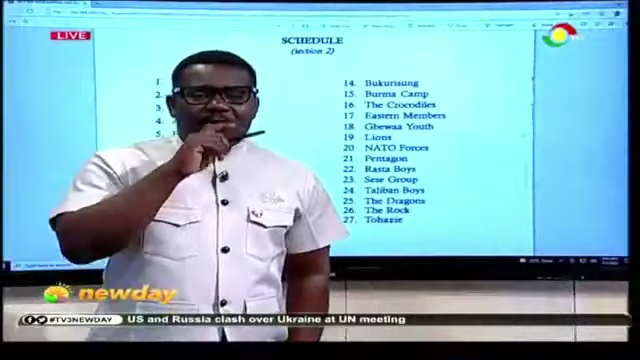 LIVE
SCHEDULE
(section 2)
1
2.
3.
4.
5.
14. Bukurisung
15. Burma Camp
16. The Crocodiles
17. Eastern Members
18. Gbewaa Youth
19. Lions
20 NATO Forces
21. Pentagon
22. Rasta Boys
23. Sese Group
24. Taliban Boys
25. The Dragons
26. The Rock
27. Tohazie
newday
#TV3NEWDAY US and Russia clash over Ukraine at UN meeting